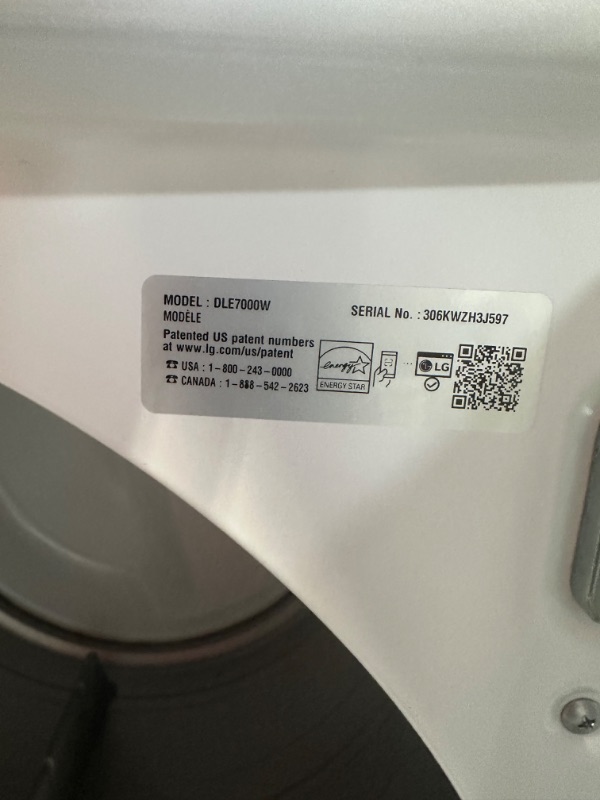 MODEL : DLE7000W
MODÈLE
SERIAL No. : 306KWZH3J597
Patented US patent numbers
at www.lg.com/us/patent
☎ USA : 1-800-243-0000
☎ CANADA : 1-888-542-2623
energy
ENERGY STAR
LG